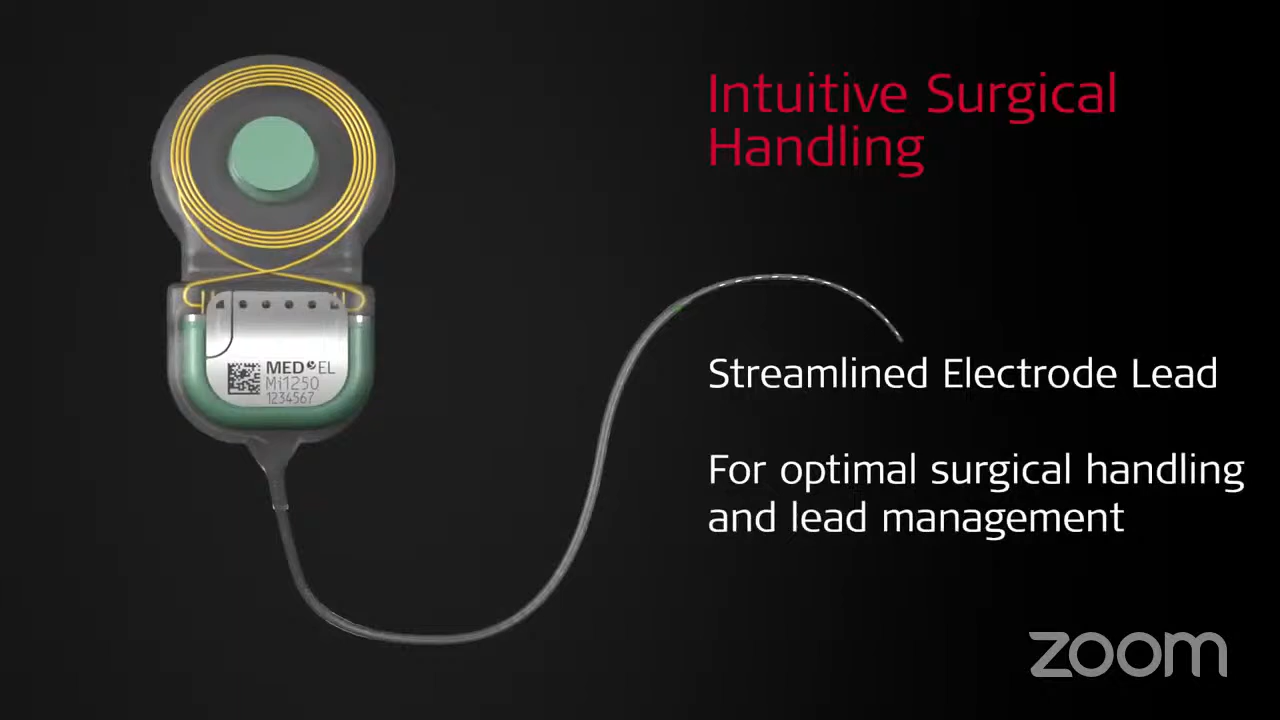 Intuitive Surgical
Handling
MED-EL
Mi1250
1234567
Streamlined Electrode Lead
For optimal surgical handling
and lead management
zoom